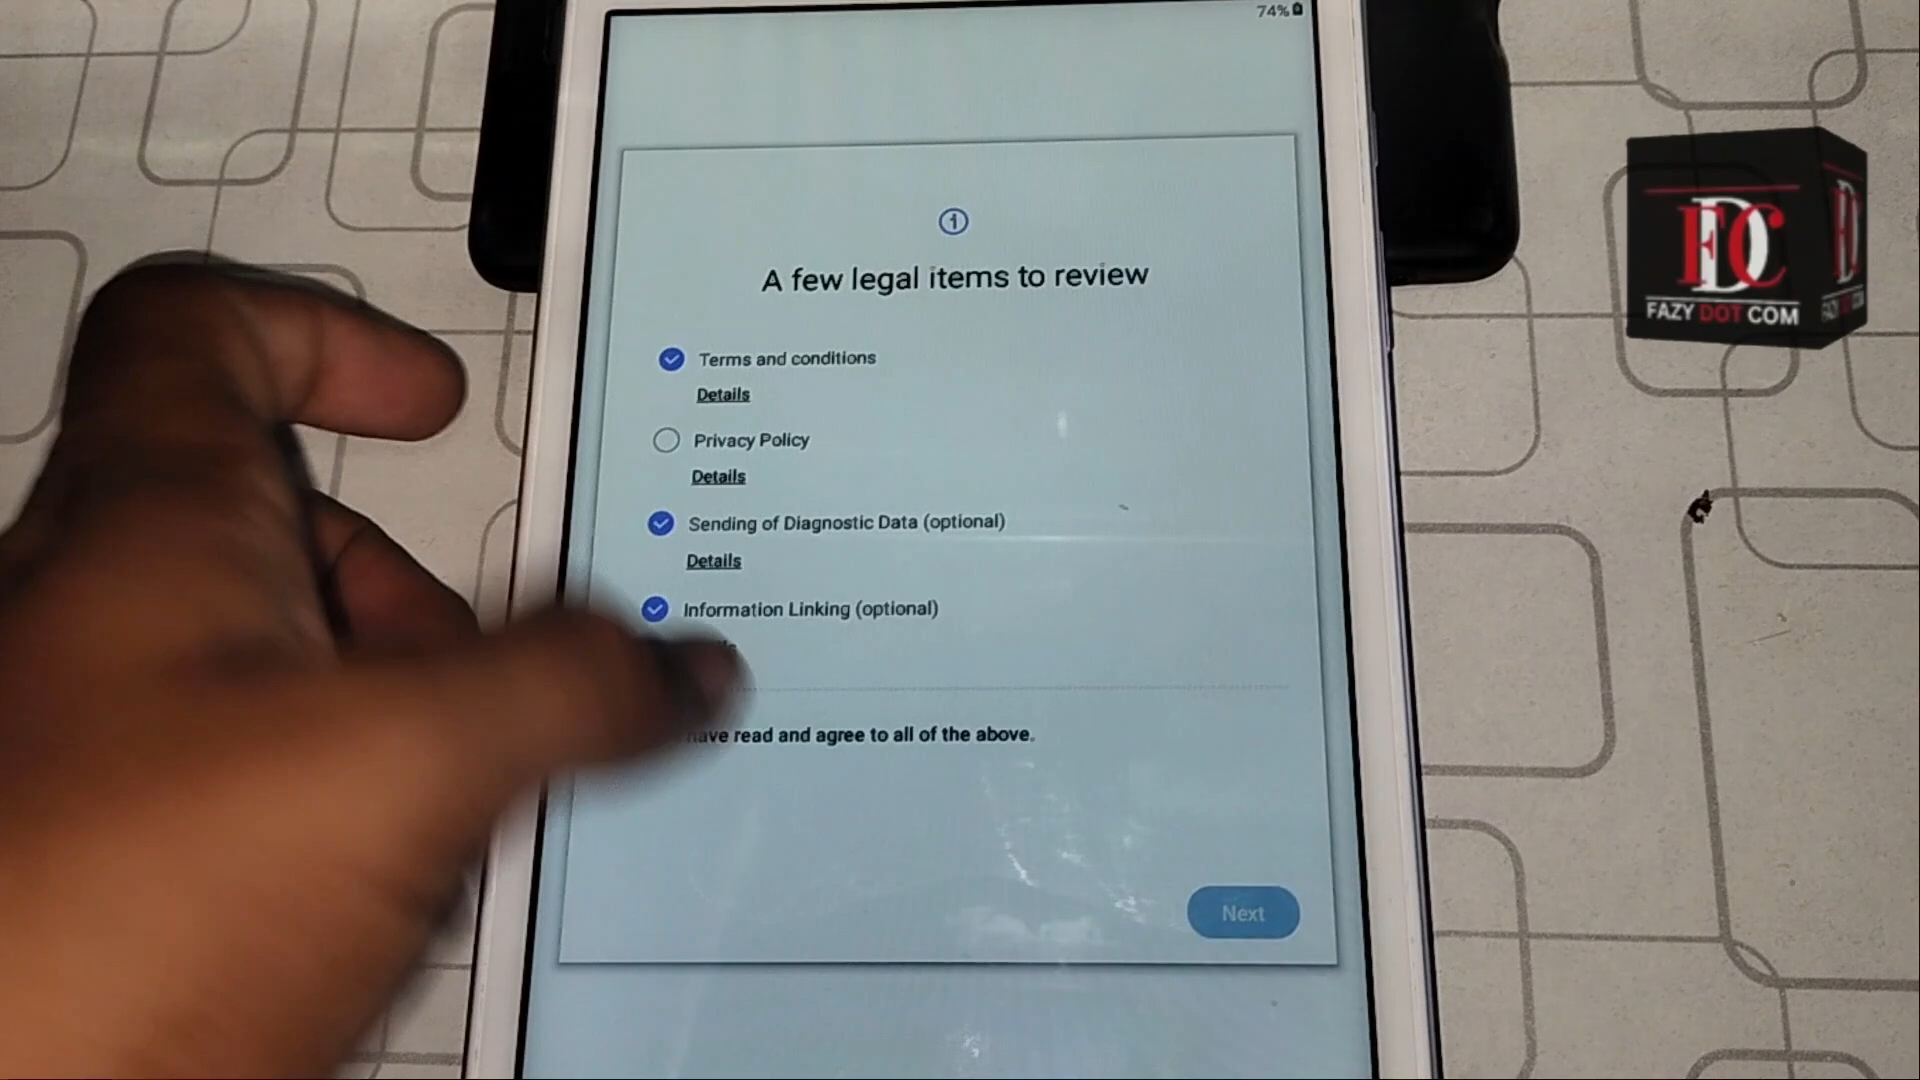 74%
A few legal items to review
Terms and conditions
Details
Privacy Policy
Details
Sending of Diagnostic Data (optional)
Details
Information Linking (optional)
have read and agree to all of the above.
Next
FDC
FAZY DOT COM